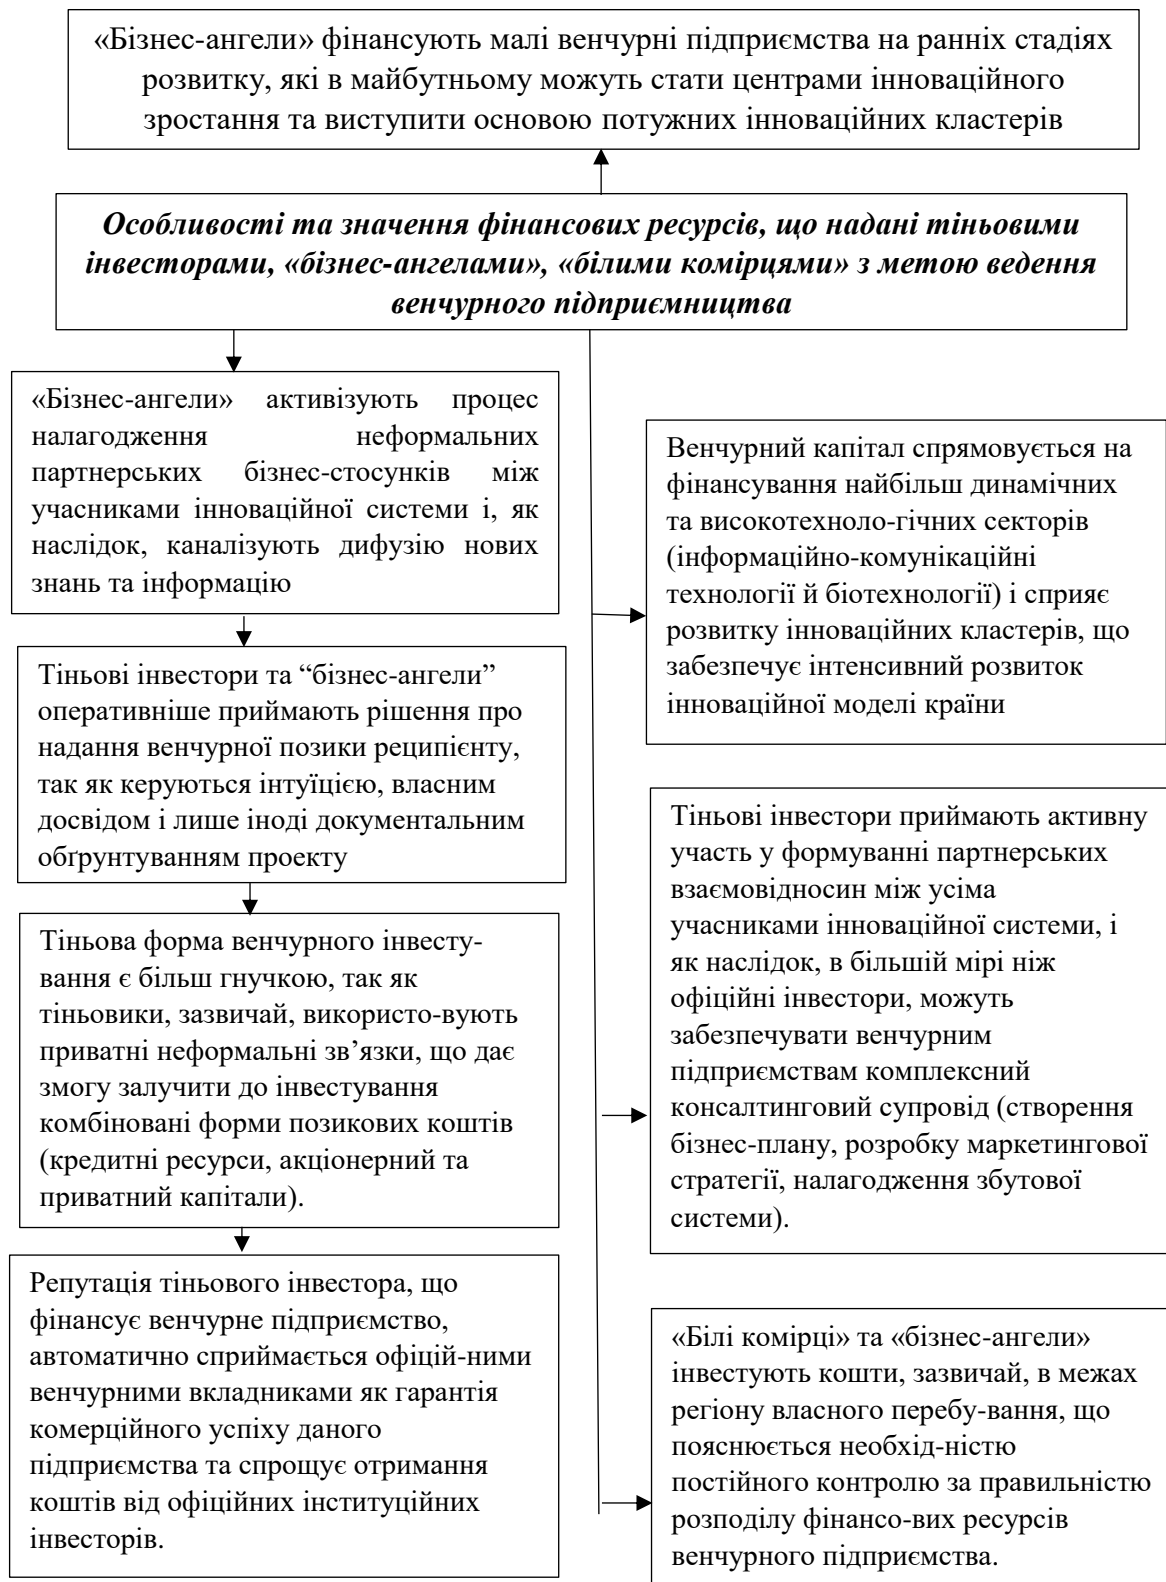 «Бізнес-ангели» фінансують малі венчурні підприємства на ранніх стадіях
розвитку, які в майбутньому можуть стати центрами інноваційного
зростання та виступити основою потужних інноваційних кластерів
Особливості та значення фінансових ресурсів, що надані тіньовими
інвесторами, «бізнес-ангелами», «білими комірцями» з метою ведення
венчурного підприємництва
«Бізнес-ангели» активізують процес
налагодження неформальних
партнерських бізнес-стосунків між
учасниками інноваційної системи і, як
наслідок, каналізують дифузію нових
знань та інформацію
Тіньові інвестори та “бізнес-ангели”
оперативніше приймають рішення про
надання венчурної позики реципієнту,
так як керуються інтуїцією, власним
досвідом і лише іноді документальним
обґрунтуванням проекту
Тіньова форма венчурного інвесту-
вання є більш гнучкою, так як
тіньовики, зазвичай, використо-вують
приватні неформальні зв’язки, що дає
змогу залучити до інвестування
комбіновані форми позикових коштів
(кредитні ресурси, акціонерний та
приватний капітали).
Репутація тіньового інвестора, що
фінансує венчурне підприємство,
автоматично сприймається офіцій-ними
венчурними вкладниками як гарантія
комерційного успіху даного
підприємства та спрощує отримання
коштів від офіційних інституційних
інвесторів.
Венчурний капітал спрямовується на
фінансування найбільш динамічних
та високотехноло-гічних секторів
(інформаційно-комунікаційні
технології й біотехнології) і сприяє
розвитку інноваційних кластерів, що
забезпечує інтенсивний розвиток
інноваційної моделі країни
Тіньові інвестори приймають активну
участь у формуванні партнерських
взаємовідносин між усіма
учасниками інноваційної системи, і
як наслідок, в більшій мірі ніж
офіційні інвестори, можуть
забезпечувати венчурним
підприємствам комплексний
консалтинговий супровід (створення
бізнес-плану, розробку маркетингової
стратегії, налагодження збутової
системи).
«Білі комірці» та «бізнес-ангели»
інвестують кошти, зазвичай, в межах
регіону власного перебу-вання, що
пояснюється необхід-ністю
постійного контролю за правильністю
розподілу фінансо-вих ресурсів
венчурного підприємства.